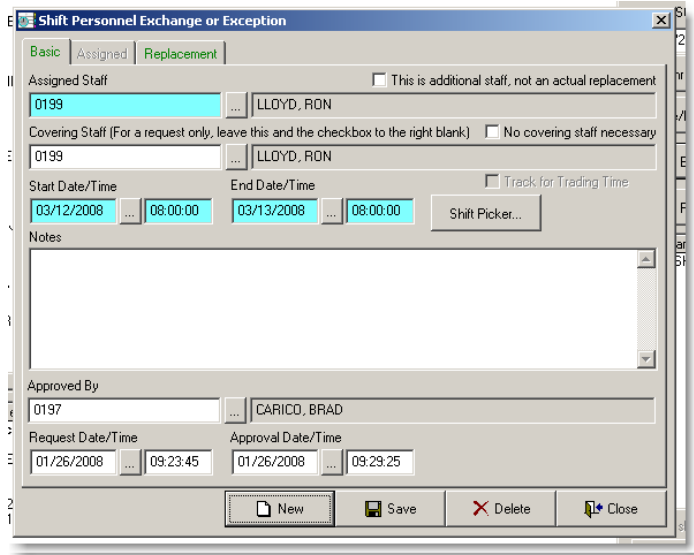 Shift Personnel Exchange or Exception
Basic Assigned Replacement
Assigned Staff This is additional staff, not an actual replacement
0199 ... LLOYD, RON
Covering Staff (For a request only, leave this and the checkbox to the right blank) No covering staff necessary
0199 ... LLOYD, RON
Start Date/Time End Date/Time Track for Trading Time
03/12/2008 ... 08:00:00 03/13/2008 ... 08:00:00 Shift Picker...
Notes
Approved By
0197 ... CARICO, BRAD
Request Date/Time Approval Date/Time
01/26/2008 ... 09:23:45 01/26/2008 ... 09:29:25
New Save Delete Close